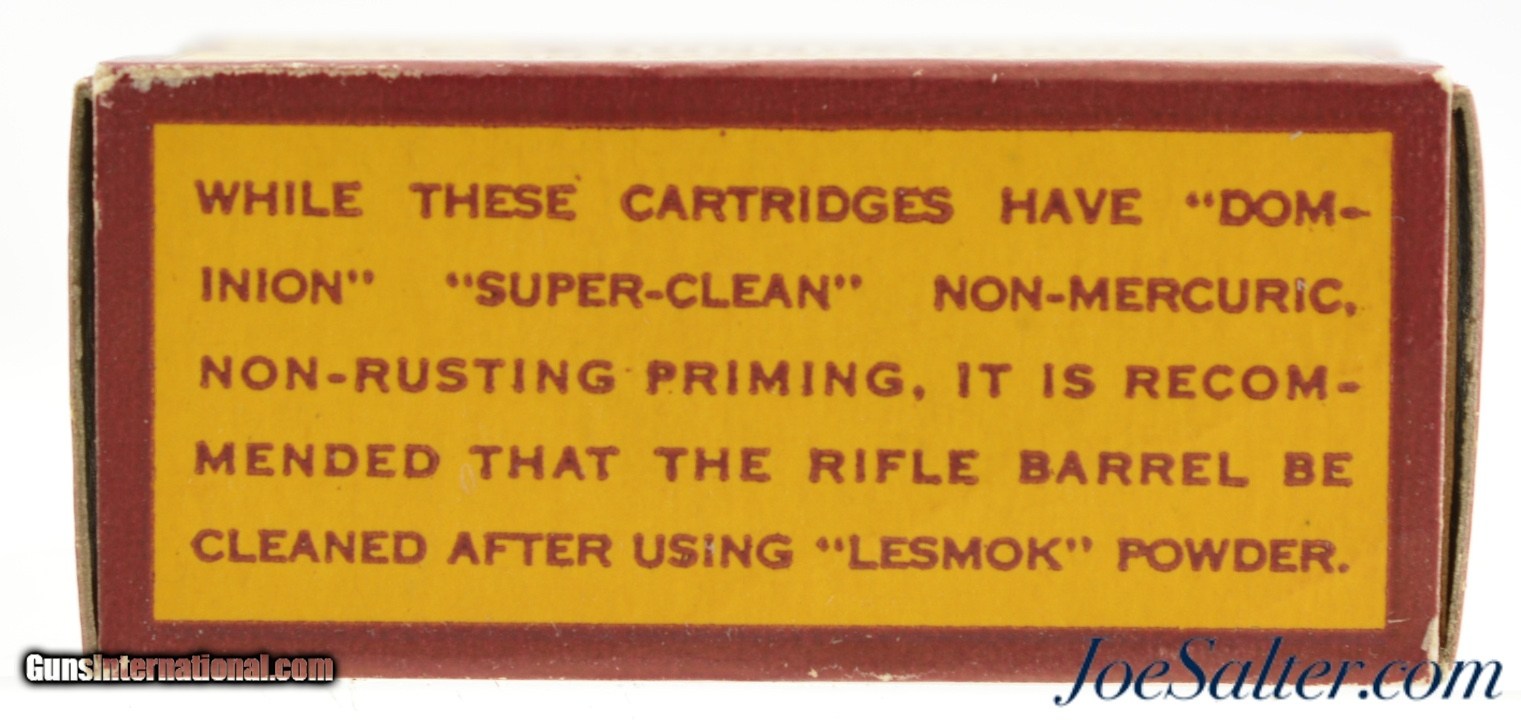 WHILE THESE CARTRIDGES HAVE "DOM-
INION" "SUPER-CLEAN" NON-MERCURIC,
NON-RUSTING PRIMING, IT IS RECOM-
MENDED THAT THE RIFLE BARREL BE
CLEANED AFTER USING "LESMOK" POWDER.
GunsInternational.com
JoeSalter.com